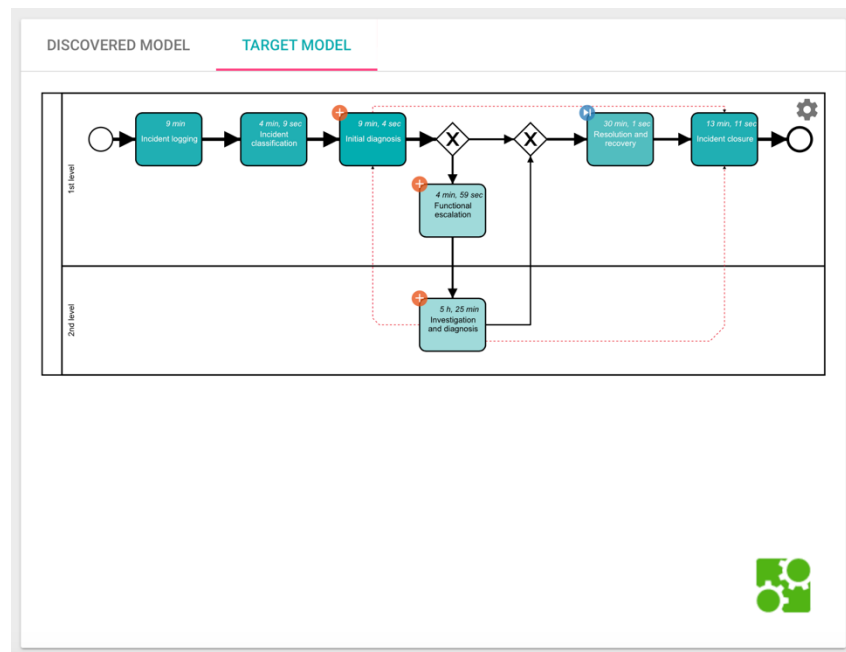 DISCOVERED MODEL
TARGET MODEL
1st level
9 min
Incident logging
4 min, 9 sec
Incident
classification
9 min, 4 sec
Initial diagnosis
X
X
30 min, 1 sec
Resolution and
recovery
13 min, 11 sec
Incident closure
4 min, 59 sec
Functional
escalation
2nd level
5 h, 25 min
Investigation
and diagnosis